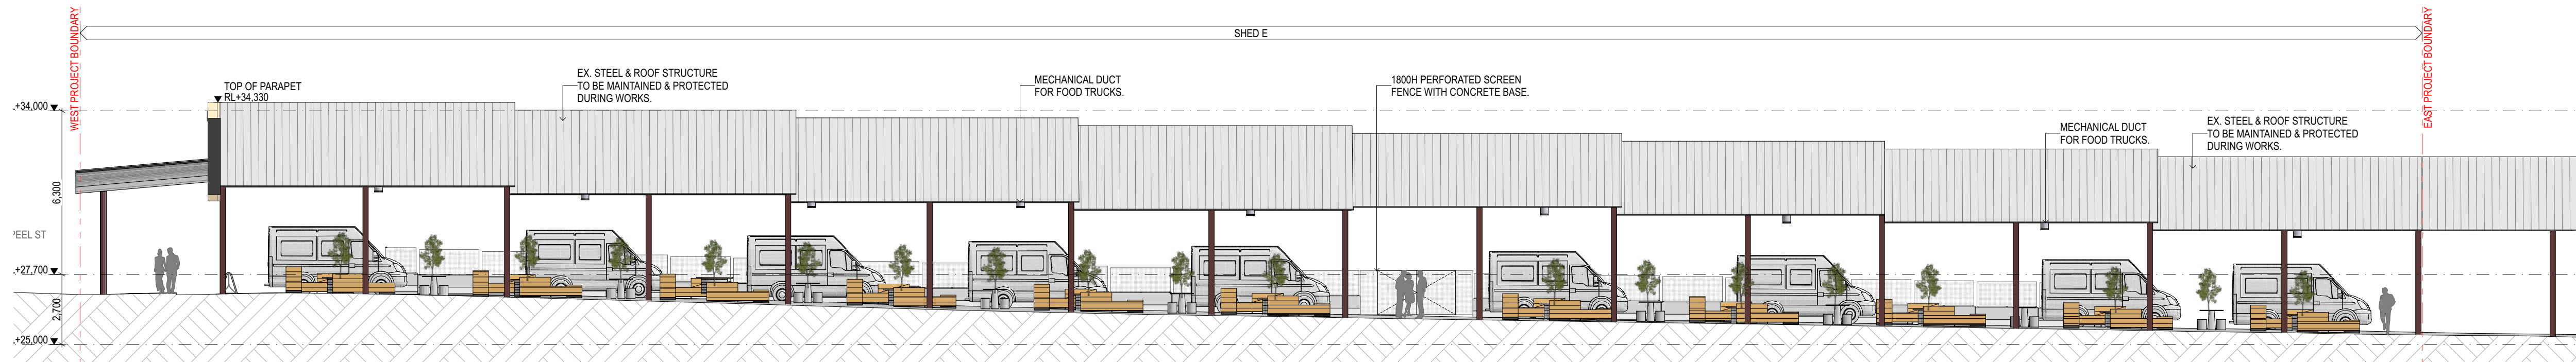 WEST PROJECT BOUNDARY
SHED E
EAST PROJECT BOUNDARY
TOP OF PARAPET
RL+34,330
EX. STEEL & ROOF STRUCTURE
TO BE MAINTAINED & PROTECTED
DURING WORKS.
MECHANICAL DUCT
FOR FOOD TRUCKS.
1800H PERFORATED SCREEN
FENCE WITH CONCRETE BASE.
MECHANICAL DUCT
FOR FOOD TRUCKS.
EX. STEEL & ROOF STRUCTURE
TO BE MAINTAINED & PROTECTED
DURING WORKS.
+34,000
6,300
PEEL ST
+27,700
2,700
+25,000